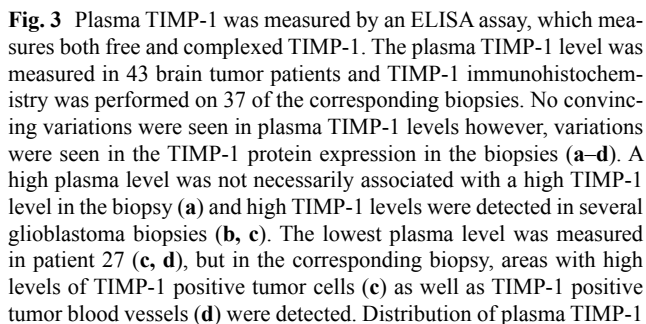 Fig. 3 Plasma TIMP-1 was measured by an ELISA assay, which mea-
sures both free and complexed TIMP-1. The plasma TIMP-1 level was
measured in 43 brain tumor patients and TIMP-1 immunohistochem-
istry was performed on 37 of the corresponding biopsies. No convinc-
ing variations were seen in plasma TIMP-1 levels however, variations
were seen in the TIMP-1 protein expression in the biopsies (a–d). A
high plasma level was not necessarily associated with a high TIMP-1
level in the biopsy (a) and high TIMP-1 levels were detected in several
glioblastoma biopsies (b, c). The lowest plasma level was measured
in patient 27 (c, d), but in the corresponding biopsy, areas with high
levels of TIMP-1 positive tumor cells (c) as well as TIMP-1 positive
tumor blood vessels (d) were detected. Distribution of plasma TIMP-1